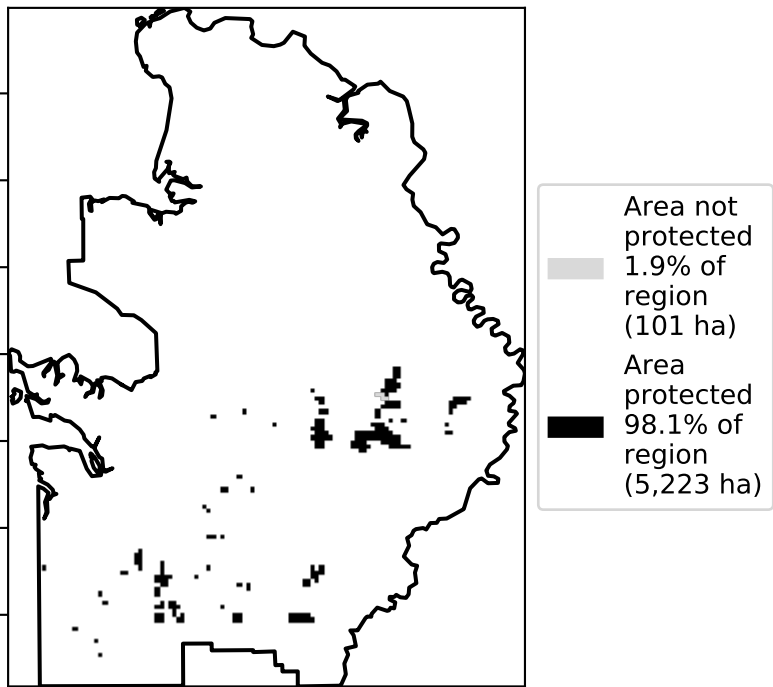 Area not
protected
1.9% of
region
(101 ha)
Area
protected
98.1% of
region
(5,223 ha)